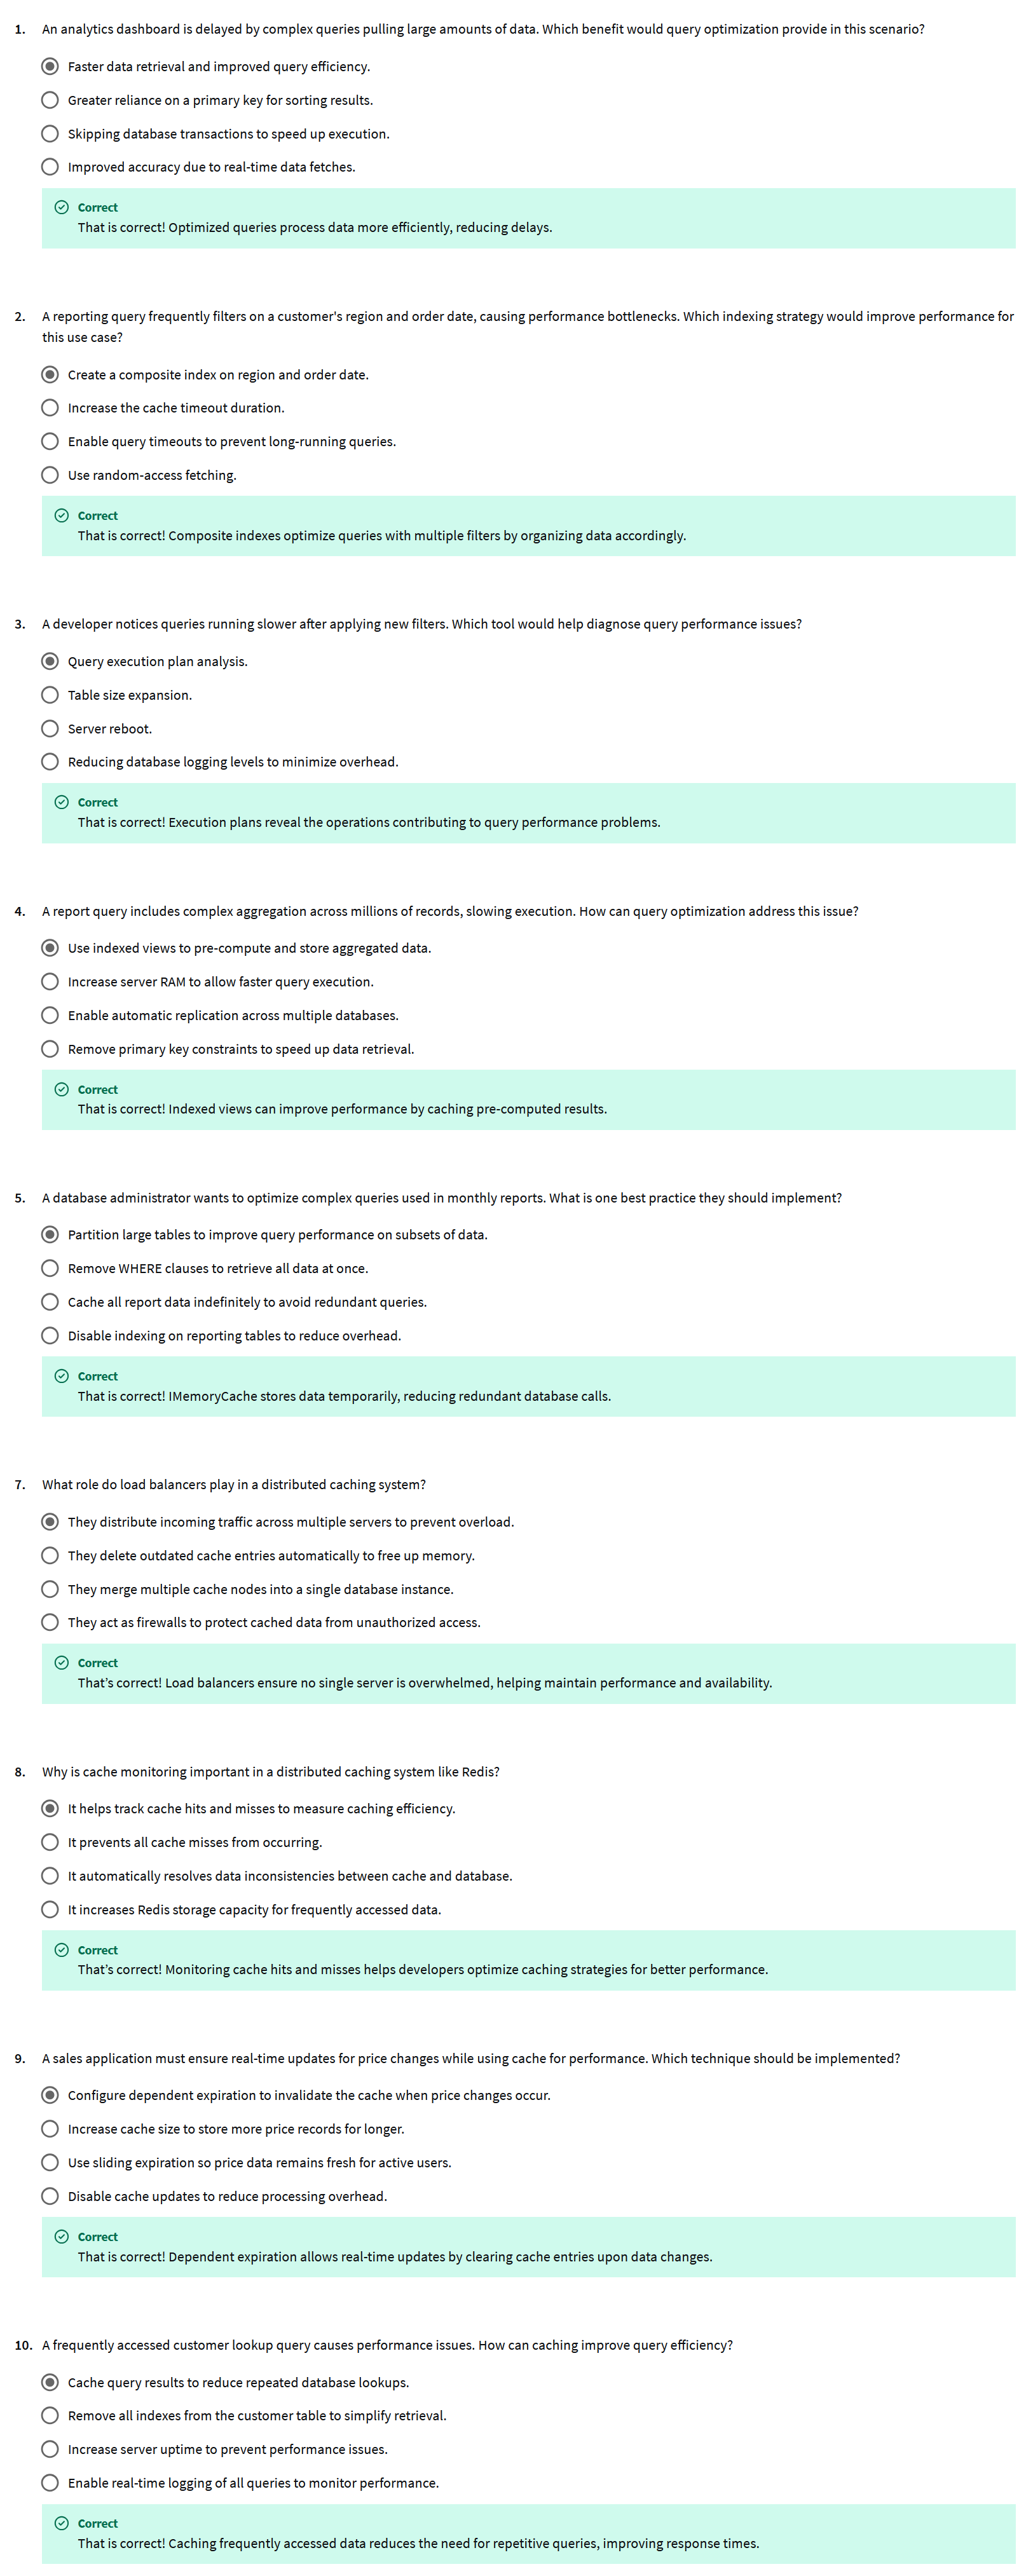 1. An analytics dashboard is delayed by complex queries pulling large amounts of data. Which benefit would query optimization provide in this scenario?
Faster data retrieval and improved query efficiency.
Greater reliance on a primary key for sorting results.
Skipping database transactions to speed up execution.
Improved accuracy due to real-time data fetches.
Correct
That is correct! Optimized queries process data more efficiently, reducing delays.
2. A reporting query frequently filters on a customer's region and order date, causing performance bottlenecks. Which indexing strategy would improve performance for
this use case?
Create a composite index on region and order date.
Increase the cache timeout duration.
Enable query timeouts to prevent long-running queries.
Use random-access fetching.
Correct
That is correct! Composite indexes optimize queries with multiple filters by organizing data accordingly.
3. A developer notices queries running slower after applying new filters. Which tool would help diagnose query performance issues?
Query execution plan analysis.
Table size expansion.
Server reboot.
Reducing database logging levels to minimize overhead.
Correct
That is correct! Execution plans reveal the operations contributing to query performance problems.
4. A report query includes complex aggregation across millions of records, slowing execution. How can query optimization address this issue?
Use indexed views to pre-compute and store aggregated data.
Increase server RAM to allow faster query execution.
Enable automatic replication across multiple databases.
Remove primary key constraints to speed up data retrieval.
Correct
That is correct! Indexed views can improve performance by caching pre-computed results.
5. A database administrator wants to optimize complex queries used in monthly reports. What is one best practice they should implement?
Partition large tables to improve query performance on subsets of data.
Remove WHERE clauses to retrieve all data at once.
Cache all report data indefinitely to avoid redundant queries.
Disable indexing on reporting tables to reduce overhead.
Correct
That is correct! IMemoryCache stores data temporarily, reducing redundant database calls.
7. What role do load balancers play in a distributed caching system?
They distribute incoming traffic across multiple servers to prevent overload.
They delete outdated cache entries automatically to free up memory.
They merge multiple cache nodes into a single database instance.
They act as firewalls to protect cached data from unauthorized access.
Correct
That's correct! Load balancers ensure no single server is overwhelmed, helping maintain performance and availability.
8. Why is cache monitoring important in a distributed caching system like Redis?
It helps track cache hits and misses to measure caching efficiency.
It prevents all cache misses from occurring.
It automatically resolves data inconsistencies between cache and database.
It increases Redis storage capacity for frequently accessed data.
Correct
That's correct! Monitoring cache hits and misses helps developers optimize caching strategies for better performance.
9. A sales application must ensure real-time updates for price changes while using cache for performance. Which technique should be implemented?
Configure dependent expiration to invalidate the cache when price changes occur.
Increase cache size to store more price records for longer.
Use sliding expiration so price data remains fresh for active users.
Disable cache updates to reduce processing overhead.
Correct
That is correct! Dependent expiration allows real-time updates by clearing cache entries upon data changes.
10. A frequently accessed customer lookup query causes performance issues. How can caching improve query efficiency?
Cache query results to reduce repeated database lookups.
Remove all indexes from the customer table to simplify retrieval.
Increase server uptime to prevent performance issues.
Enable real-time logging of all queries to monitor performance.
Correct
That is correct! Caching frequently accessed data reduces the need for repetitive queries, improving response times.